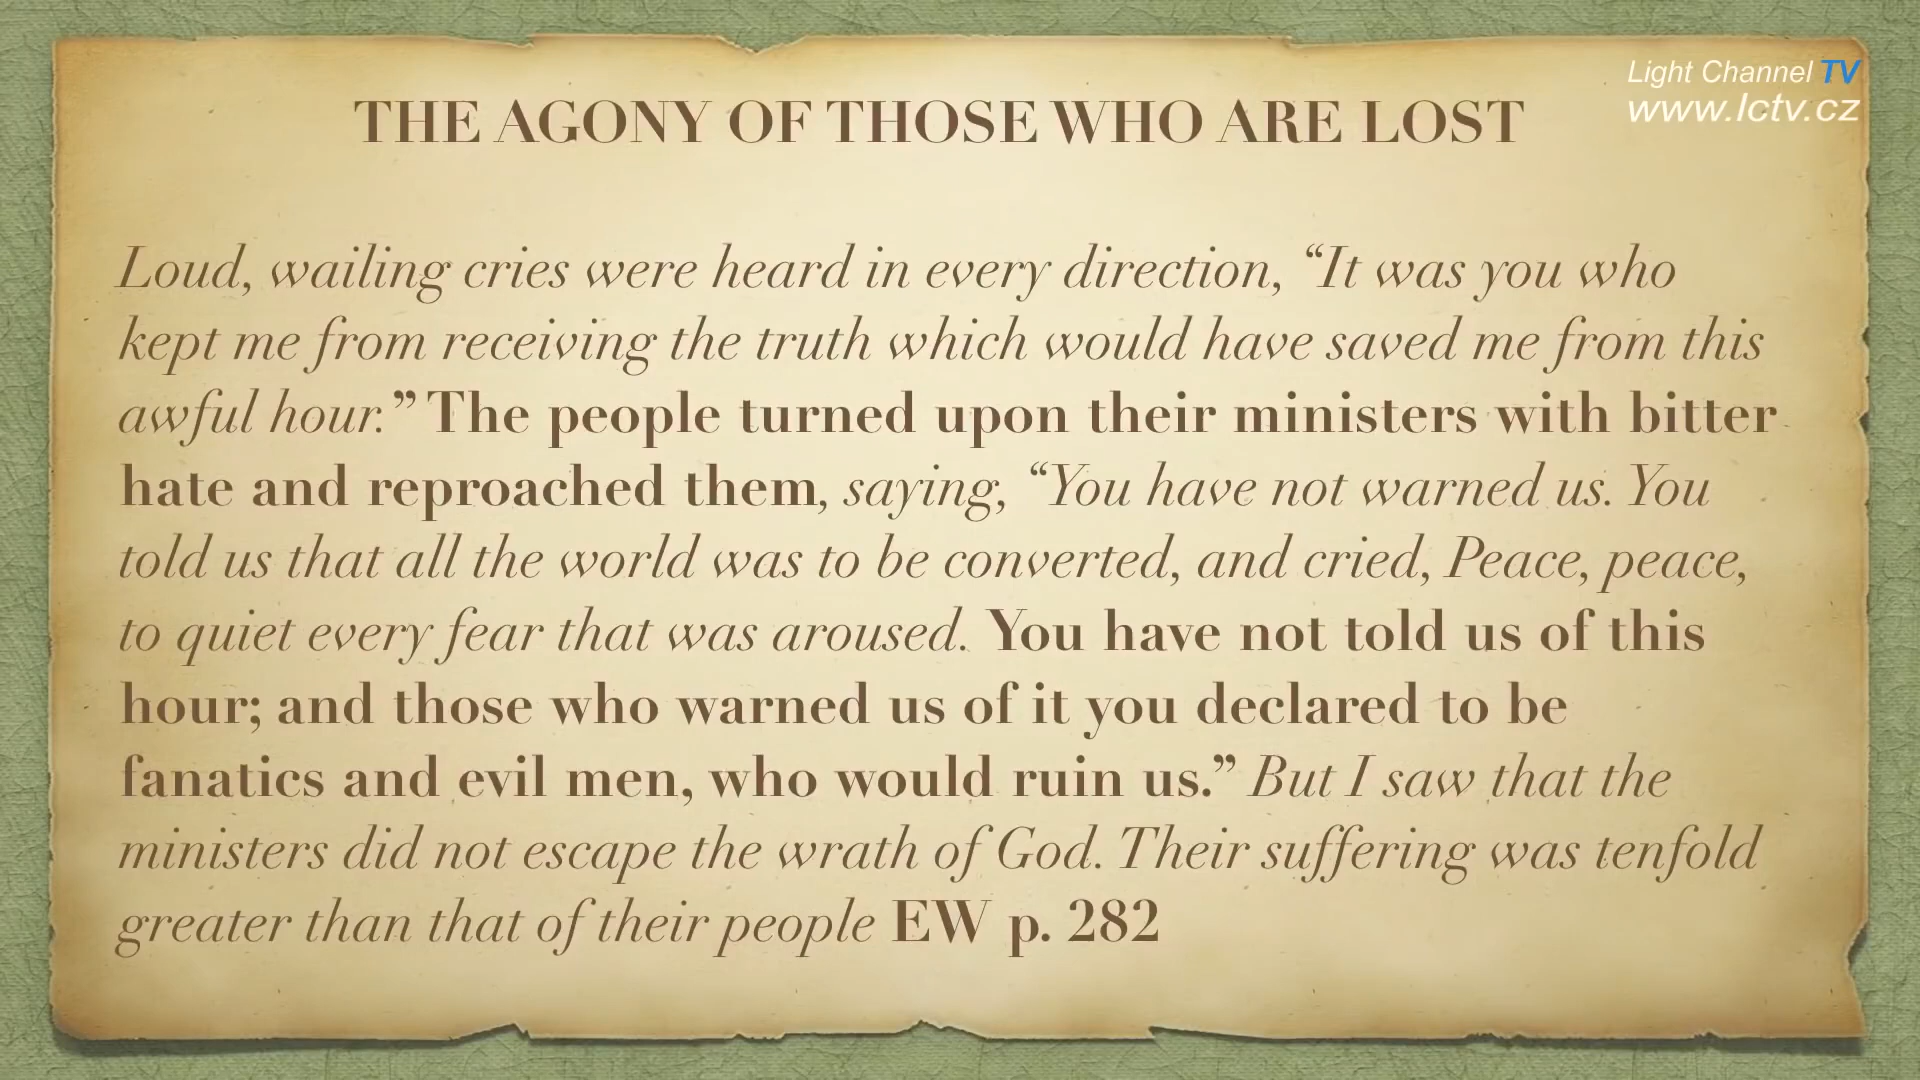 Light Channel TV
www.lctv.cz
THE AGONY OF THOSE WHO ARE LOST
Loud, wailing cries were heard in every direction, “It was you who
kept me from receiving the truth which would have saved me from this
awful hour.” The people turned upon their ministers with bitter
hate and reproached them, saying, “You have not warned us. You
told us that all the world was to be converted, and cried, Peace, peace,
to quiet every fear that was aroused. You have not told us of this
hour; and those who warned us of it you declared to be
fanatics and evil men, who would ruin us.” But I saw that the
ministers did not escape the wrath of God. Their suffering was tenfold
greater than that of their people EW p. 282